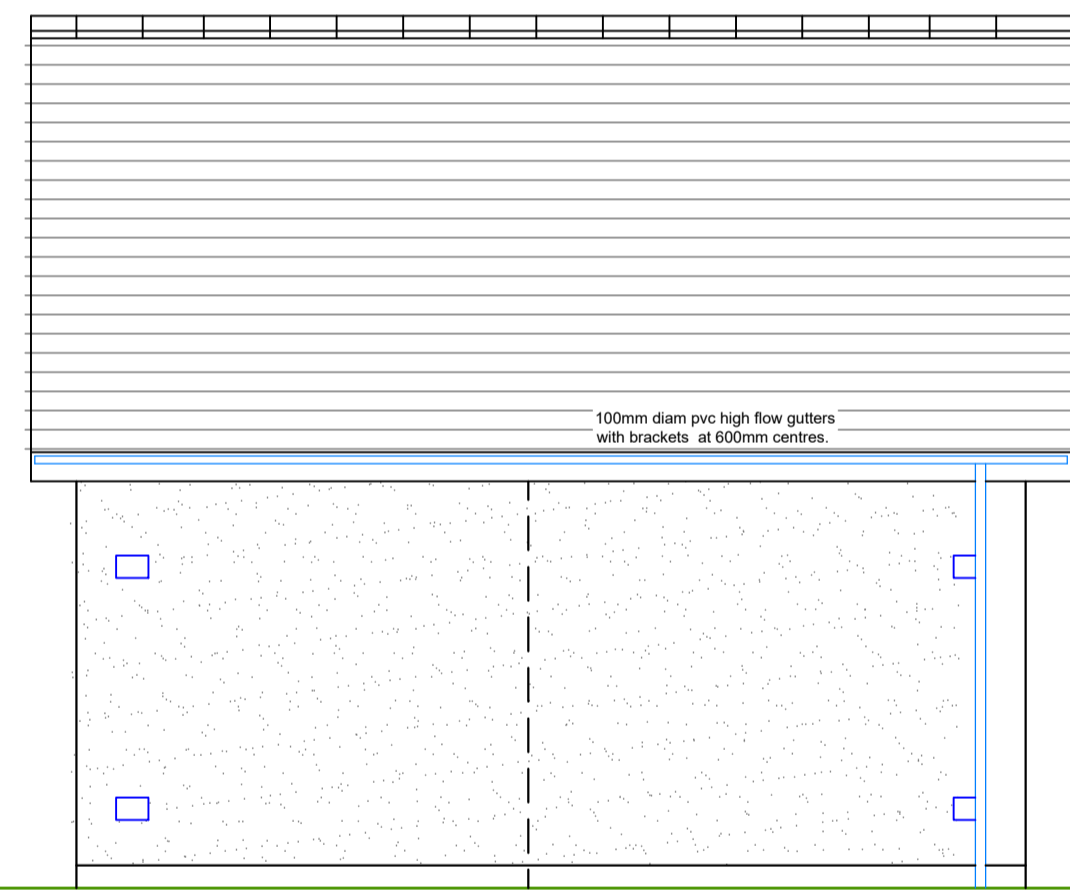 100mm diam pvc high flow gutters
with brackets at 600mm centres.